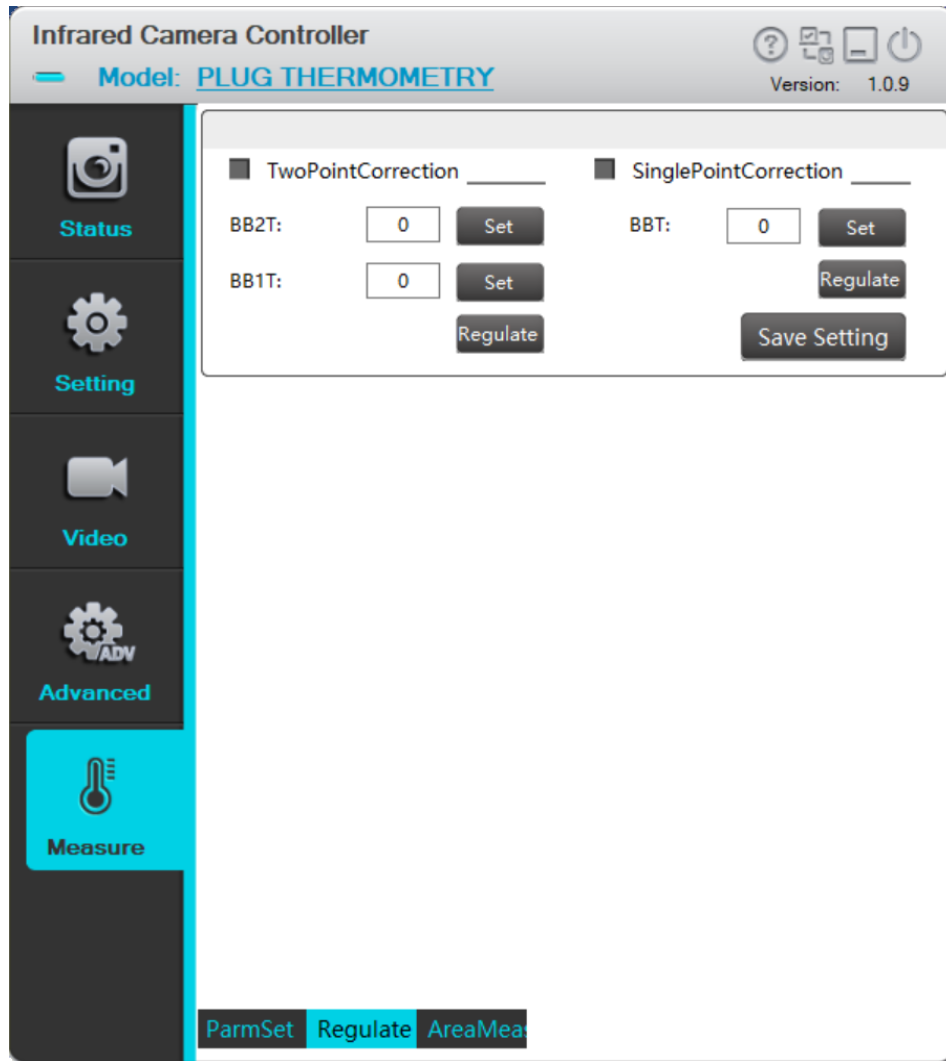 Infrared Camera Controller
Model: PLUG THERMOMETRY
Version: 1.0.9
Status
Setting
Video
ADV
Advanced
Measure
TwoPointCorrection
BB2T: 0 Set
BB1T: 0 Set
Regulate
SinglePointCorrection
BBT: 0 Set
Regulate
Save Setting
ParmSet Regulate AreaMeas